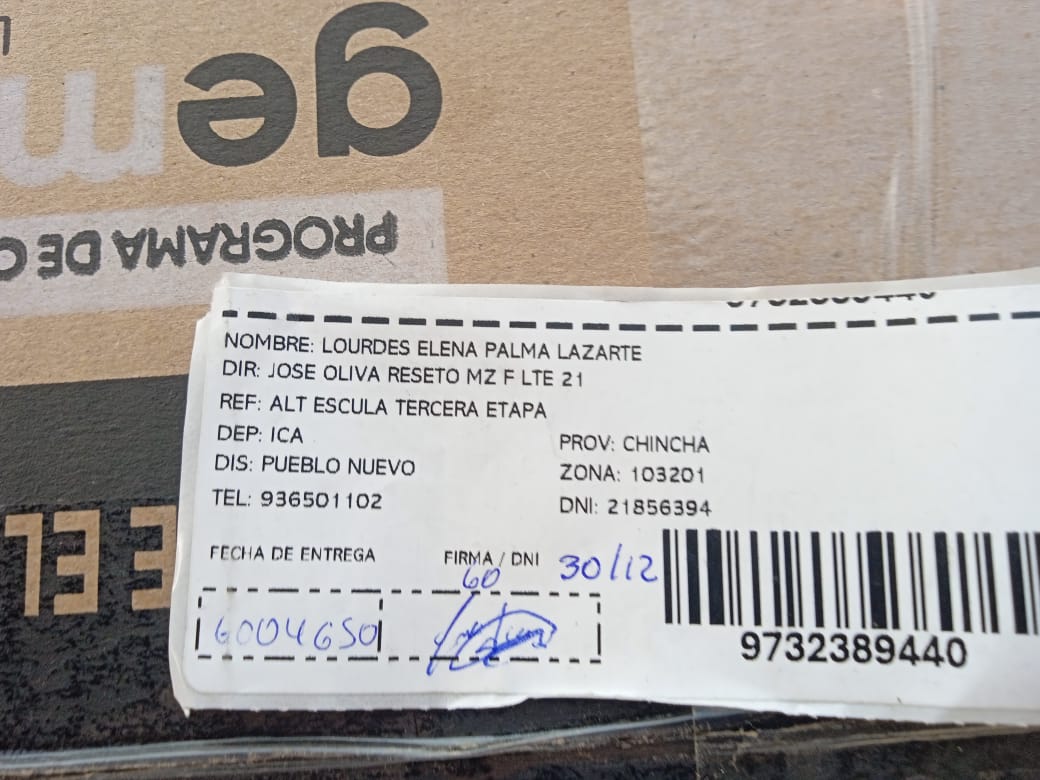 gem
PROGRAMA DE
E EL
NOMBRE: LOURDES ELENA PALMA LAZARTE
DIR: JOSE OLIVA RESETO MZ F LTE 21
REF: ALT ESCULA TERCERA ETAPA
DEP: ICA
PROV: CHINCHA
DIS: PUEBLO NUEVO
ZONA: 103201
TEL: 936501102
DNI: 21856394
FECHA DE ENTREGA
FIRMA / DNI
30/12
60
6004650
9732389440